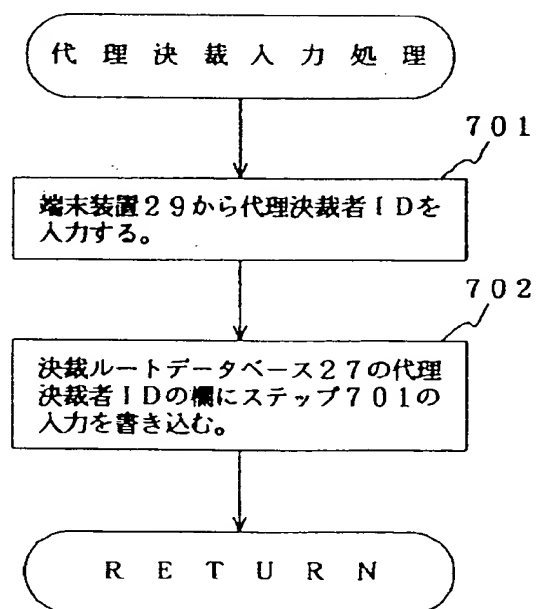 代理決裁入力処理
701
端末装置29から代理決裁者IDを
入力する。
702
決裁ルートデータベース27の代理
決裁者IDの欄にステップ701の
入力を書き込む。
RETURN